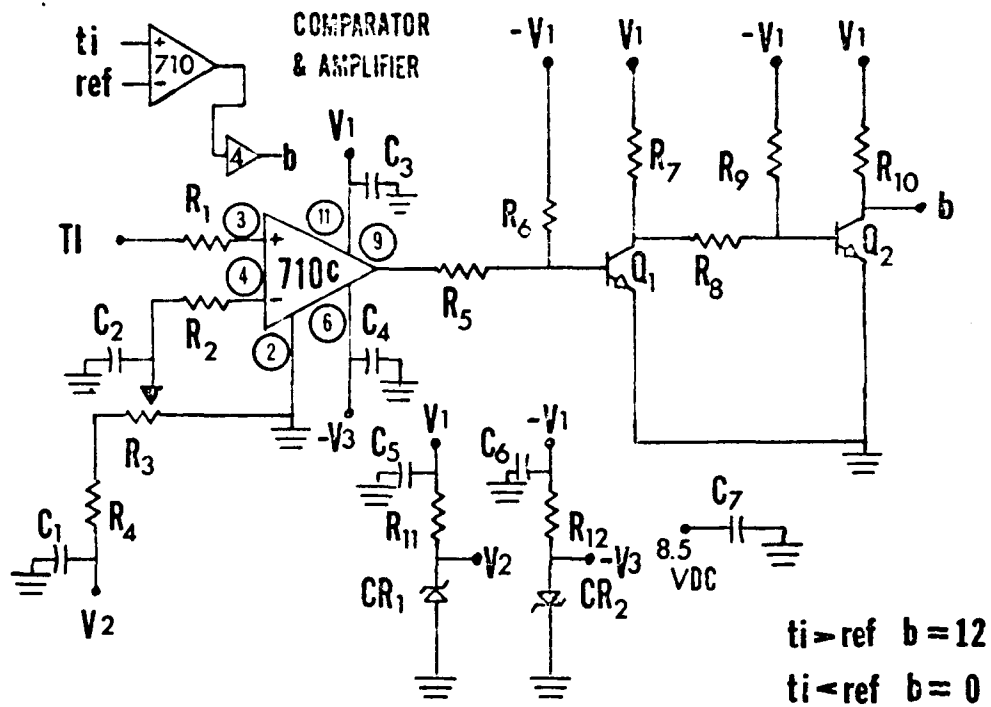 COMPARATOR
& AMPLIFIER
ti
ref
+
-
710
4
b
-V1
V1
-V1
V1
V1
C3
R1
3
11
9
TI
+
4
710c
-
R2
6
2
C2
C4
R5
R6
R7
Q1
R8
R9
R10
b
Q2
R3
-V3
R4
C1
V2
V1
C5
R11
V2
CR1
-V1
C6
R12
-V3
CR2
C7
8.5
VDC
ti > ref b = 12
ti < ref b = 0